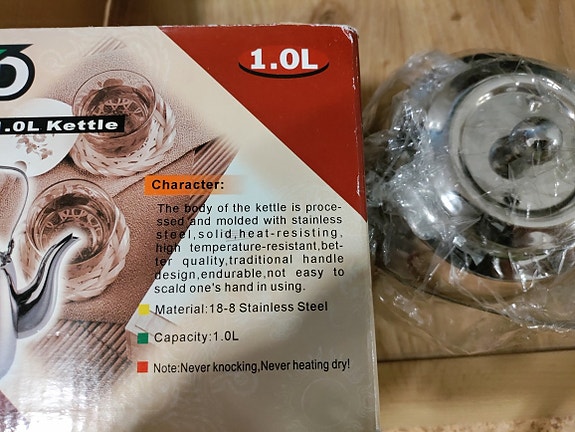 1.0L
1.0L Kettle
Character:
The body of the kettle is proce-
ssed and molded with stainless
steel,solid,heat-resisting,
high temperature-resistant,bet-
ter quality,traditional handle
design,endurable,not easy to
scald one's hand in using.
Material:18-8 Stainless Steel
Capacity:1.0L
Note:Never knocking,Never heating dry!